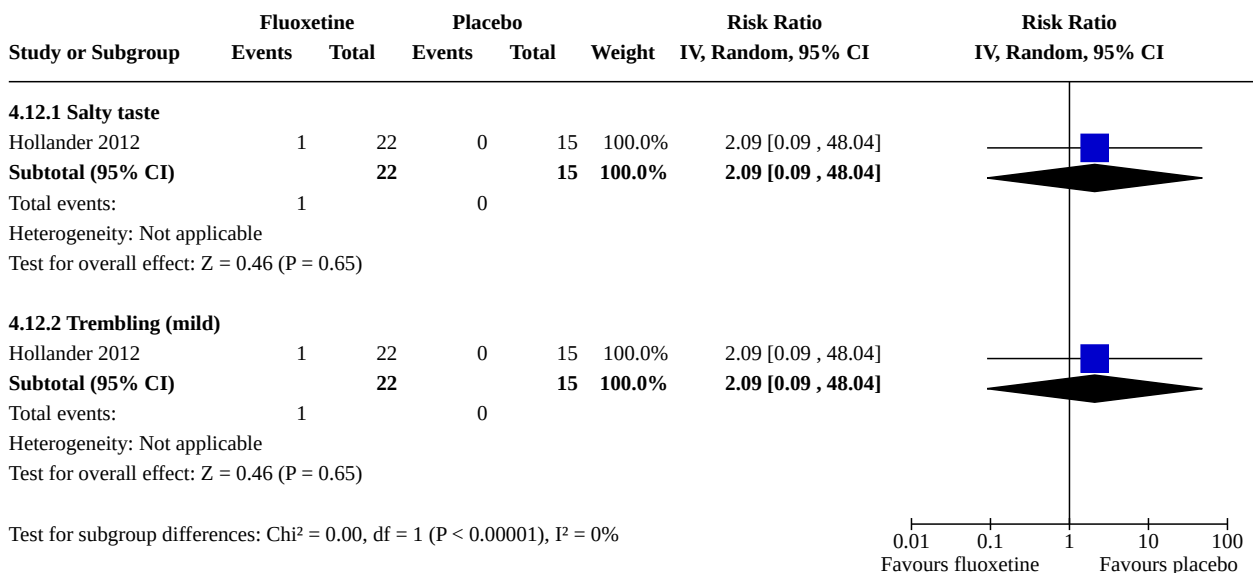 Fluoxetine Placebo Risk Ratio Risk Ratio
Study or Subgroup Events Total Events Total Weight IV, Random, 95% CI IV, Random, 95% CI
4.12.1 Salty taste
Hollander 2012 1 22 0 15 100.0% 2.09 [0.09 , 48.04]
Subtotal (95% CI) 22 15 100.0% 2.09 [0.09 , 48.04]
Total events: 1 0
Heterogeneity: Not applicable
Test for overall effect: Z = 0.46 (P = 0.65)
4.12.2 Trembling (mild)
Hollander 2012 1 22 0 15 100.0% 2.09 [0.09 , 48.04]
Subtotal (95% CI) 22 15 100.0% 2.09 [0.09 , 48.04]
Total events: 1 0
Heterogeneity: Not applicable
Test for overall effect: Z = 0.46 (P = 0.65)
Test for subgroup differences: Chi² = 0.00, df = 1 (P < 0.00001), I² = 0%
0.01 0.1 1 10 100
Favours fluoxetine Favours placebo